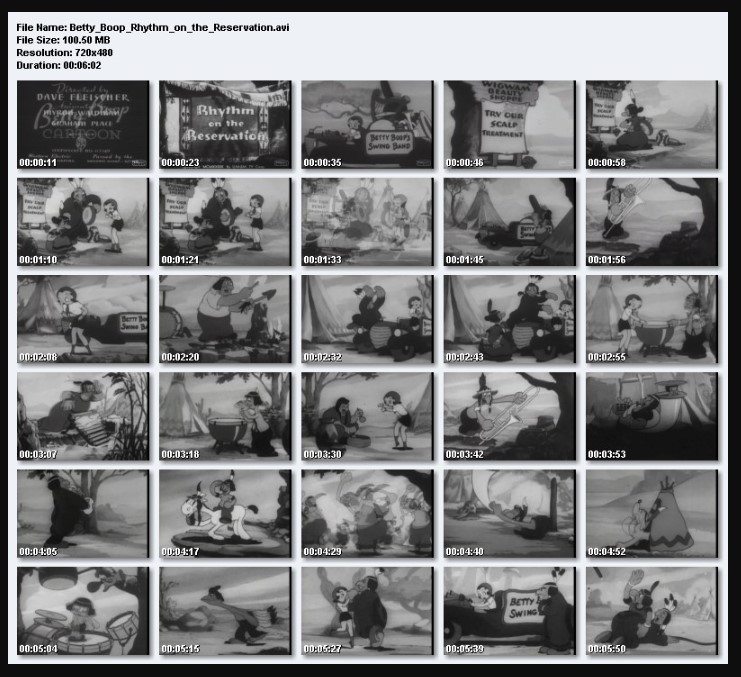 File Name: Betty_Boop_Rhythm_on_the_Reservation.avi
File Size: 100.50 MB
Resolution: 720x480
Duration: 00:06:02
Directed by
DAVE FLEISCHER
CARTOON
00:00:11
Rhythm
on the
Reservation
00:00:23
BETTY BOOP'S
SWING BAND
00:00:35
WIGWAM
BEAUTY
SHOPPE
TRY OUR
SCALP
TREATMENT
00:00:46
00:00:58
00:01:10
00:01:21
00:01:33
00:01:45
00:01:56
BETTY BOO
SWING B
00:02:08
00:02:20
00:02:32
00:02:43
00:02:55
00:03:07
00:03:18
00:03:30
00:03:42
00:03:53
00:04:05
00:04:17
00:04:29
00:04:40
00:04:52
00:05:04
00:05:15
00:05:27
BETTY
SWING
00:05:39
00:05:50